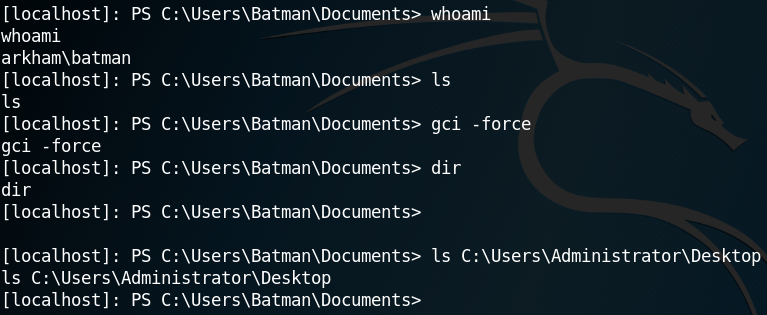 [localhost]: PS C:\Users\Batman\Documents> whoami
whoami
arkham\batman
[localhost]: PS C:\Users\Batman\Documents> ls
ls
[localhost]: PS C:\Users\Batman\Documents> gci -force
gci -force
[localhost]: PS C:\Users\Batman\Documents> dir
dir
[localhost]: PS C:\Users\Batman\Documents>
[localhost]: PS C:\Users\Batman\Documents> ls C:\Users\Administrator\Desktop
ls C:\Users\Administrator\Desktop
[localhost]: PS C:\Users\Batman\Documents>